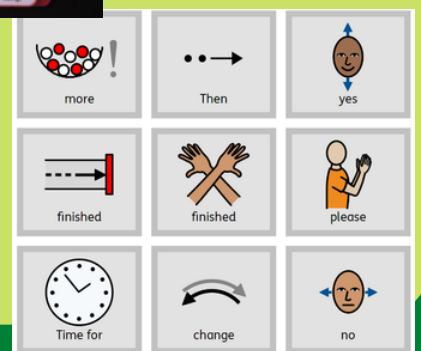 more
Then
yes
finished
finished
please
Time for
change
no